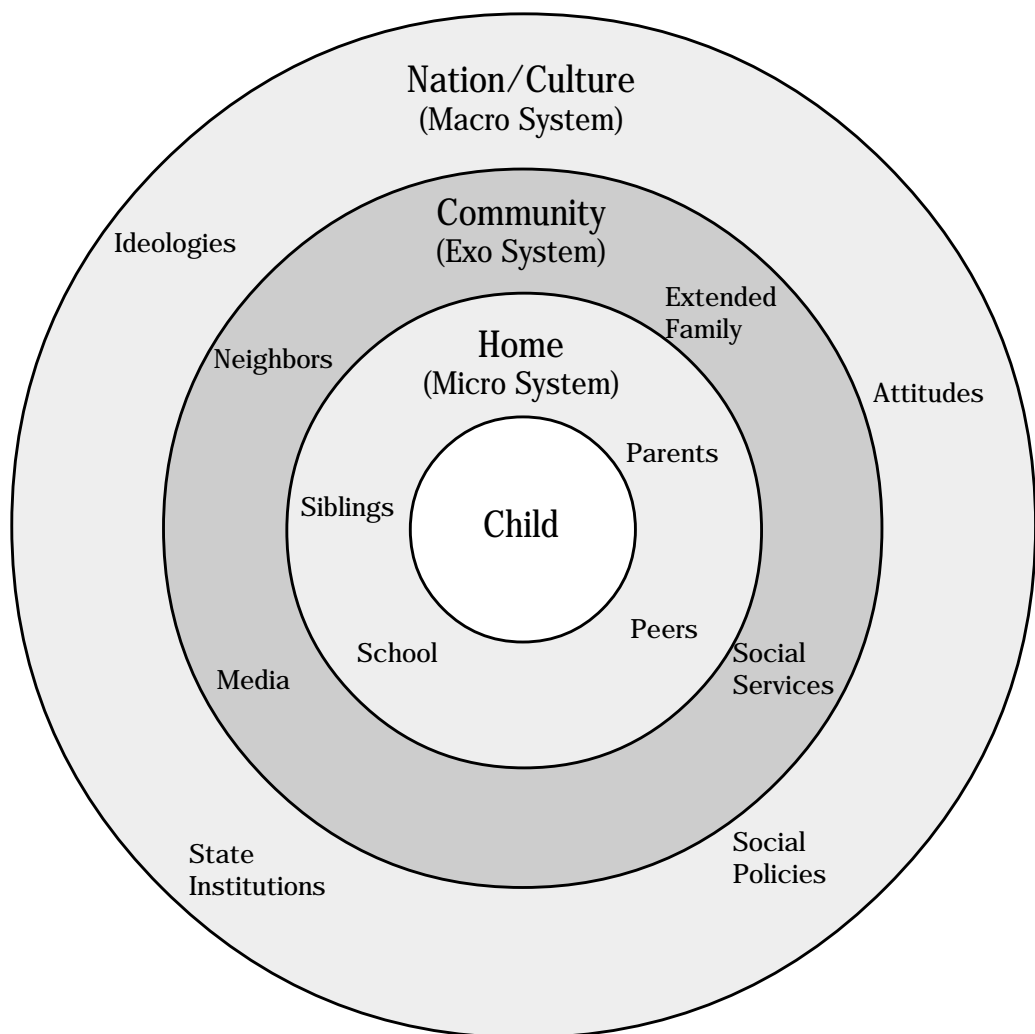 Nation/Culture
(Macro System)
Community
(Exo System)
Ideologies
Extended
Family
Home
(Micro System)
Neighbors
Attitudes
Parents
Siblings
Child
Peers
School
Social
Services
Media
Social
Policies
State
Institutions